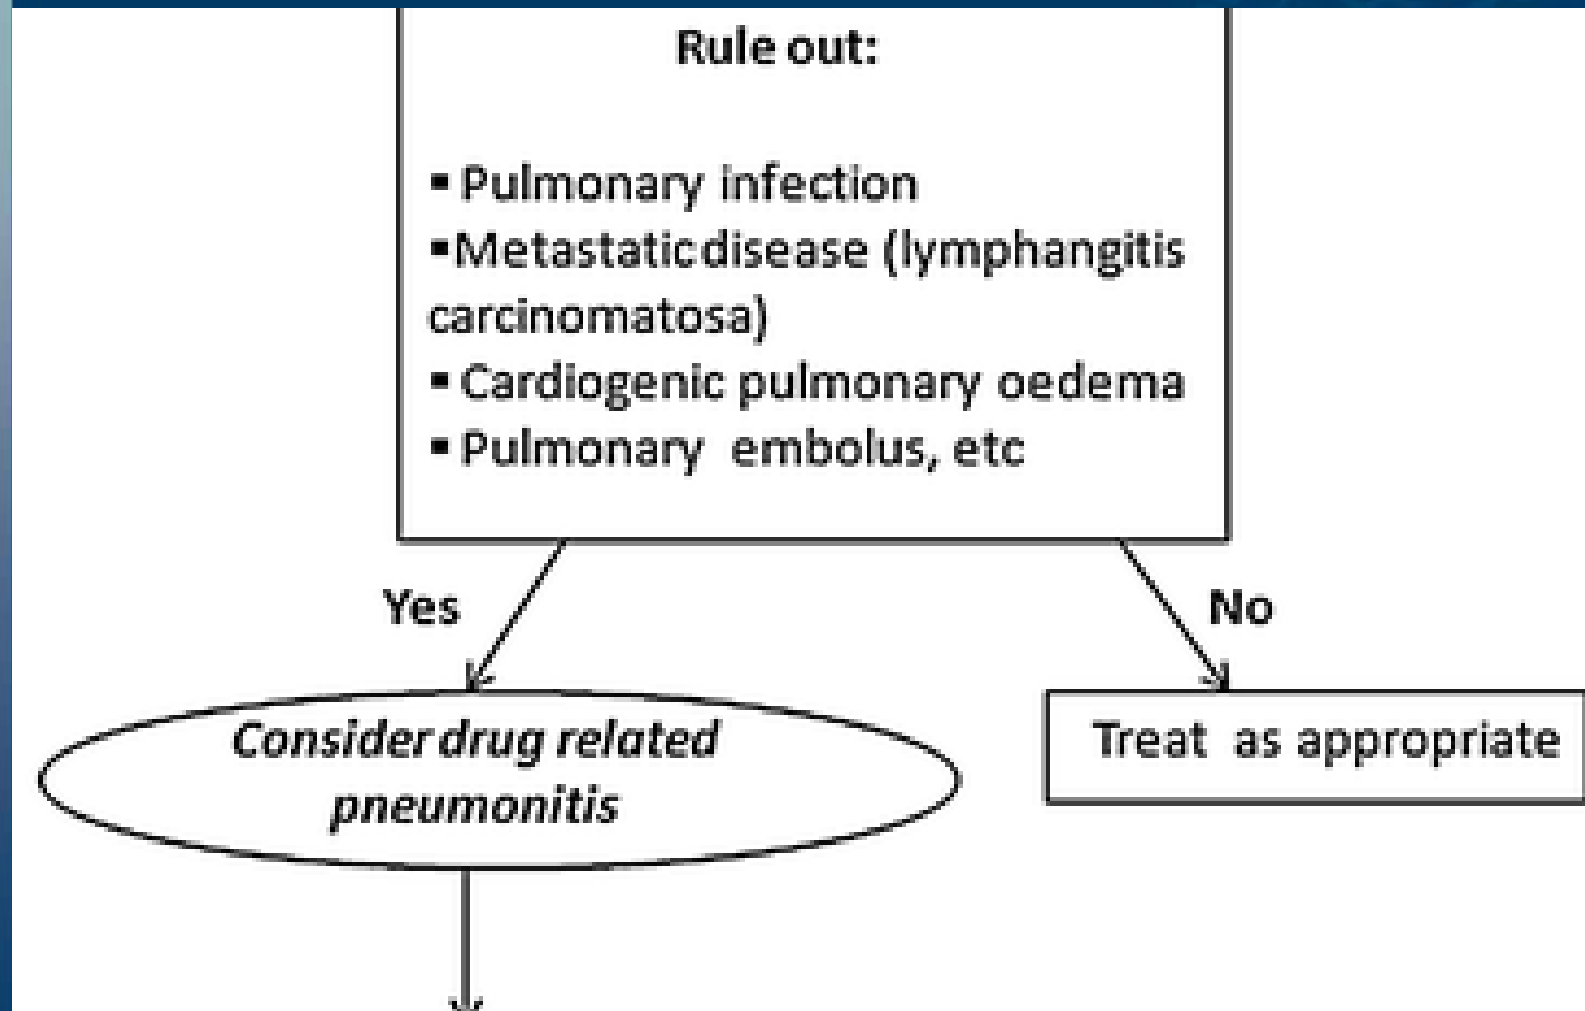 Rule out:
▪ Pulmonary infection
▪Metastatic disease (lymphangitis
carcinomatosa)
▪ Cardiogenic pulmonary oedema
▪ Pulmonary embolus, etc
Yes
No
Consider drug related
pneumonitis
Treat as appropriate